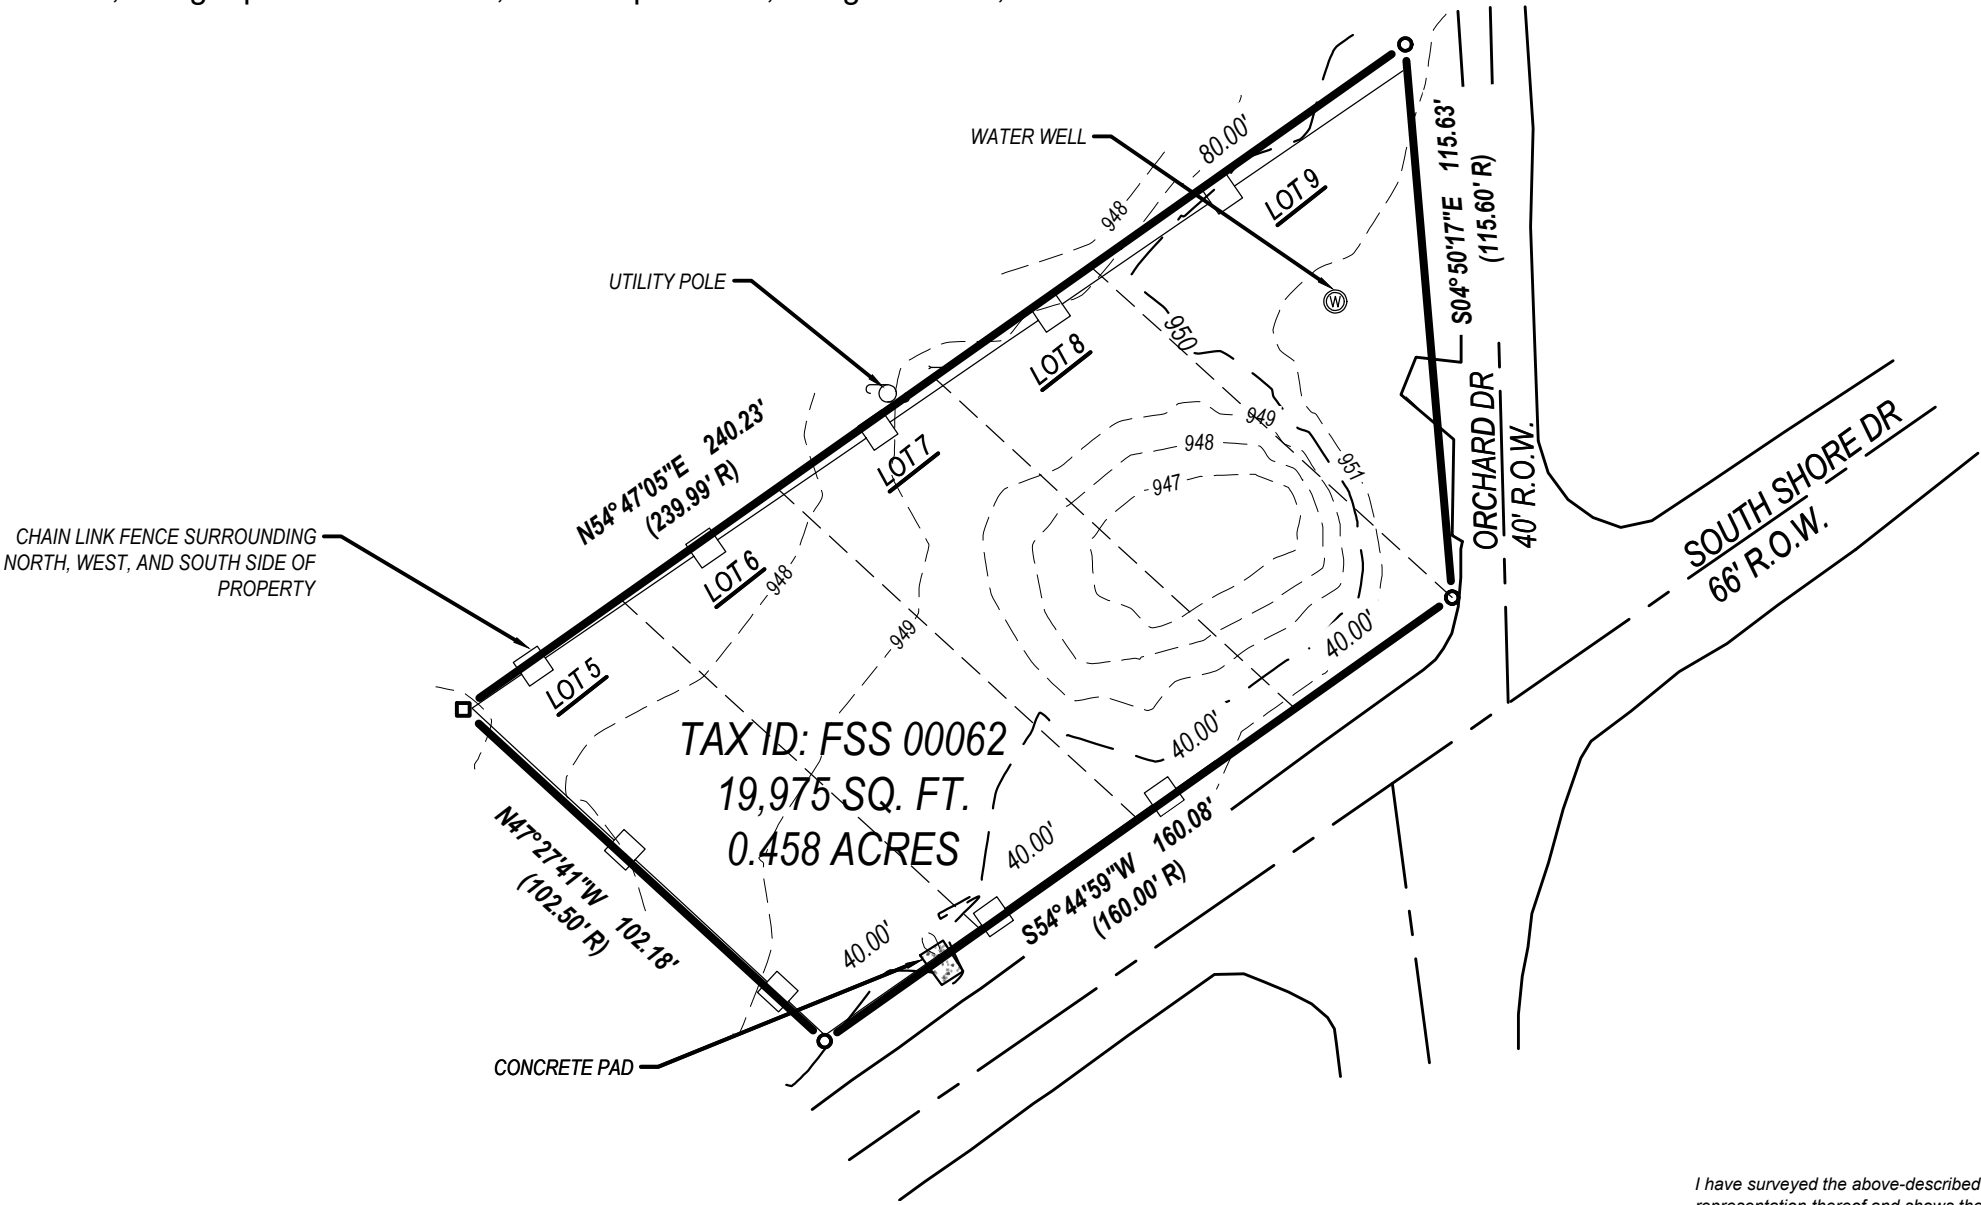 WATER WELL
80.00'
S04°50'17"E 115.63'
(115.60' R)
LOT 9
948
UTILITY POLE
950
LOT 8
N54°47'05"E 240.23'
(239.99' R)
949
948
951
947
LOT 7
ORCHARD DR
40' R.O.W.
SOUTH SHORE DR
66' R.O.W.
CHAIN LINK FENCE SURROUNDING
NORTH, WEST, AND SOUTH SIDE OF
PROPERTY
LOT 6
948
949
40.00'
LOT 5
TAX ID: FSS 00062
19,975 SQ. FT.
0.458 ACRES
40.00'
N47°27'41"W 102.18'
(102.50' R)
40.00'
S54°44'59"W 160.08'
(160.00' R)
40.00'
CONCRETE PAD
I have surveyed the above-described